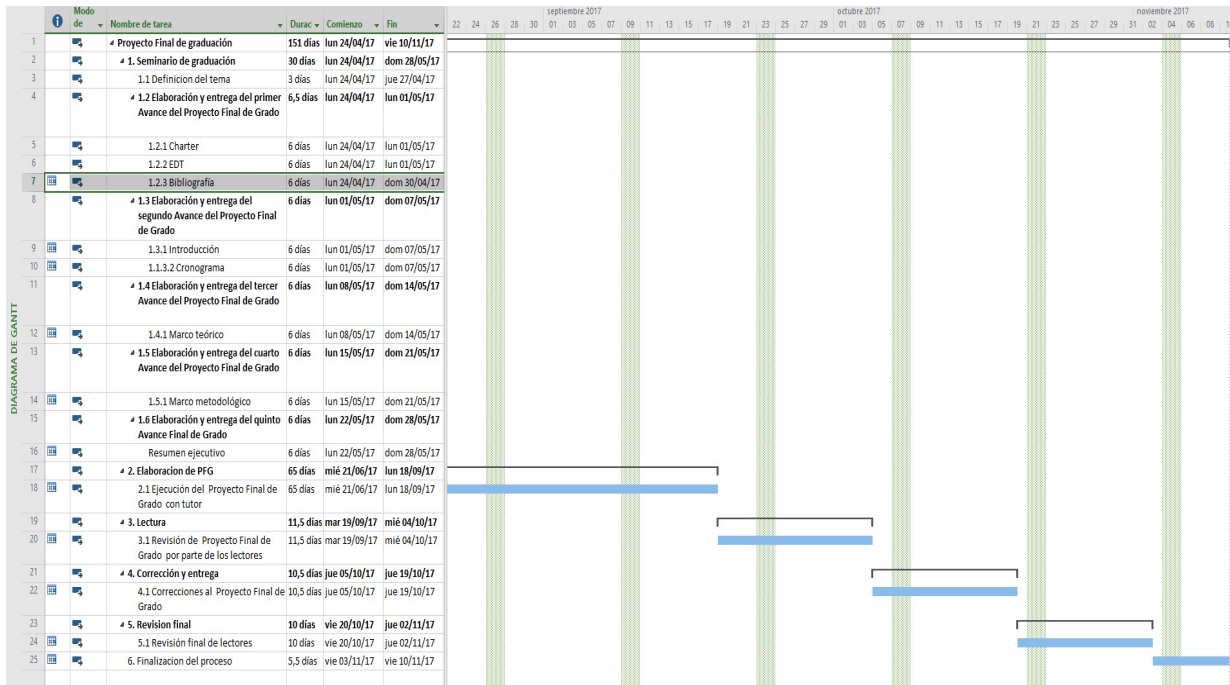 septiembre 2017 octubre 2017 noviembre 2017
Modo de Nombre de tarea Durac Comienzo Fin 22 24 26 28 30 01 03 05 07 09 11 13 15 17 19 21 23 25 27 29 01 03 05 07 09 11 13 15 17 19 21 23 25 27 29 31 02 04 06 08
1 Proyecto Final de graduación 151 días lun 24/04/17 vie 10/11/17
2 1. Seminario de graduación 30 días lun 24/04/17 dom 28/05/17
3 1.1 Definicion del tema 3 días lun 24/04/17 jue 27/04/17
4 1.2 Elaboración y entrega del primer 6,5 días lun 24/04/17 lun 01/05/17
Avance del Proyecto Final de Grado
5 1.2.1 Charter 6 días lun 24/04/17 lun 01/05/17
6 1.2.2 EDT 6 días lun 24/04/17 lun 01/05/17
7 1.2.3 Bibliografía 6 días lun 24/04/17 dom 30/04/17
8 1.3 Elaboración y entrega del 6 días lun 01/05/17 dom 07/05/17
segundo Avance del Proyecto Final
de Grado
9 1.3.1 Introducción 6 días lun 01/05/17 dom 07/05/17
10 1.1.3.2 Cronograma 6 días lun 01/05/17 dom 07/05/17
11 1.4 Elaboración y entrega del tercer 6 días lun 08/05/17 dom 14/05/17
Avance del Proyecto Final de Grado
12 1.4.1 Marco teórico 6 días lun 08/05/17 dom 14/05/17
13 1.5 Elaboración y entrega del cuarto 6 días lun 15/05/17 dom 21/05/17
Avance del Proyecto Final de Grado
14 1.5.1 Marco metodológico 6 días lun 15/05/17 dom 21/05/17
15 1.6 Elaboración y entrega del quinto 6 días lun 22/05/17 dom 28/05/17
Avance Final de Grado
16 Resumen ejecutivo 6 días lun 22/05/17 dom 28/05/17
17 2. Elaboracion de PFG 65 días mié 21/06/17 lun 18/09/17
18 2.1 Ejecución del Proyecto Final de 65 días mié 21/06/17 lun 18/09/17
Grado con tutor
19 3. Lectura 11,5 días mar 19/09/17 mié 04/10/17
20 3.1 Revisión de Proyecto Final de 11,5 días mar 19/09/17 mié 04/10/17
Grado por parte de los lectores
21 4. Corrección y entrega 10,5 días jue 05/10/17 jue 19/10/17
22 4.1 Correcciones al Proyecto Final de 10,5 días jue 05/10/17 jue 19/10/17
Grado
23 5. Revision final 10 días vie 20/10/17 jue 02/11/17
24 5.1 Revisión final de lectores 10 días vie 20/10/17 jue 02/11/17
25 6. Finalizacion del proceso 5,5 días vie 03/11/17 vie 10/11/17
DIAGRAMA DE GANTT